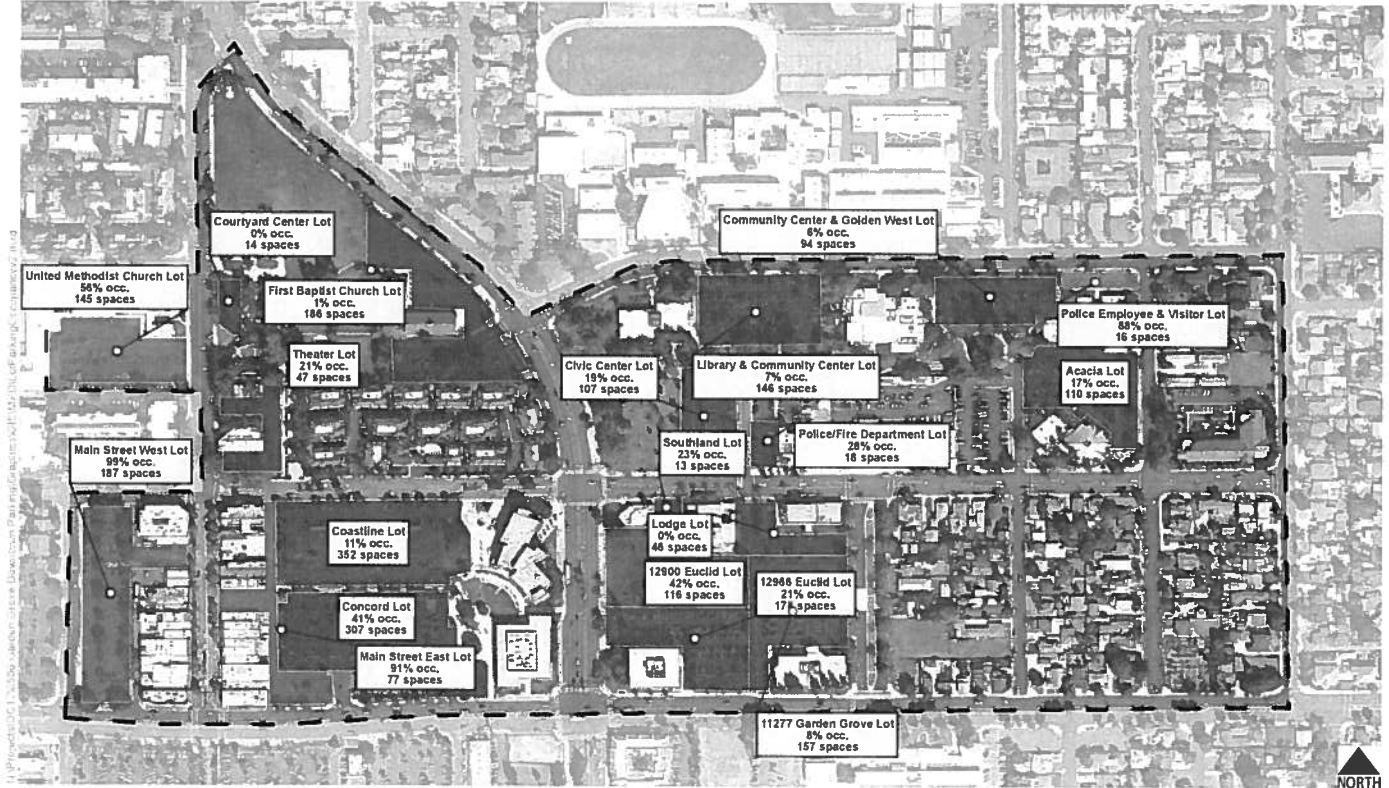 Courtyard Center Lot
0% occ.
14 spaces
Community Center & Golden West Lot
6% occ.
94 spaces
United Methodist Church Lot
56% occ.
145 spaces
First Baptist Church Lot
1% occ.
186 spaces
Police Employee & Visitor Lot
88% occ.
16 spaces
Theater Lot
21% occ.
47 spaces
Civic Center Lot
19% occ.
107 spaces
Library & Community Center Lot
7% occ.
146 spaces
Acacia Lot
17% occ.
110 spaces
Main Street West Lot
99% occ.
187 spaces
Southland Lot
23% occ.
13 spaces
Police/Fire Department Lot
28% occ.
18 spaces
Coastline Lot
11% occ.
352 spaces
Lodge Lot
0% occ.
46 spaces
12900 Euclid Lot
42% occ.
116 spaces
12966 Euclid Lot
21% occ.
spaces
Concord Lot
41% occ.
307 spaces
Main Street East Lot
91% occ.
77 spaces
11277 Garden Grove Lot
8% occ.
157 spaces
NORTH